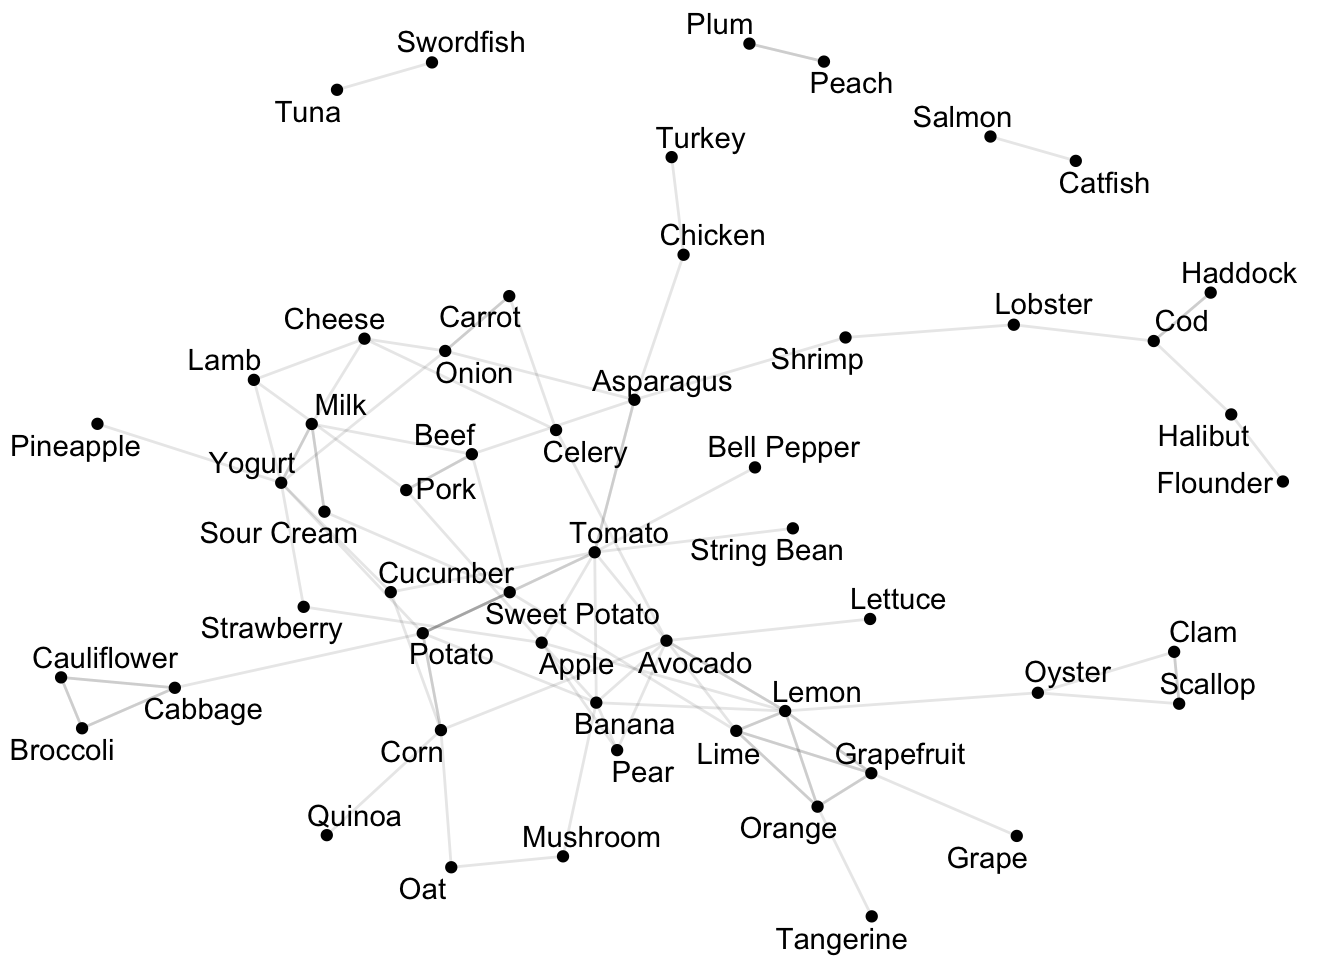 Plum
Swordfish
Peach
Tuna
Salmon
Turkey
Catfish
Chicken
Haddock
Lobster
Cheese
Carrot
Cod
Lamb
Shrimp
Onion
Asparagus
Milk
Beef
Halibut
Pineapple
Bell Pepper
Celery
Yogurt
Flounder
Pork
Sour Cream
Tomato
String Bean
Cucumber
Lettuce
Sweet Potato
Strawberry
Clam
Potato
Cauliflower
Apple
Avocado
Oyster
Scallop
Lemon
Cabbage
Banana
Broccoli
Corn
Lime
Grapefruit
Pear
Quinoa
Orange
Mushroom
Grape
Oat
Tangerine